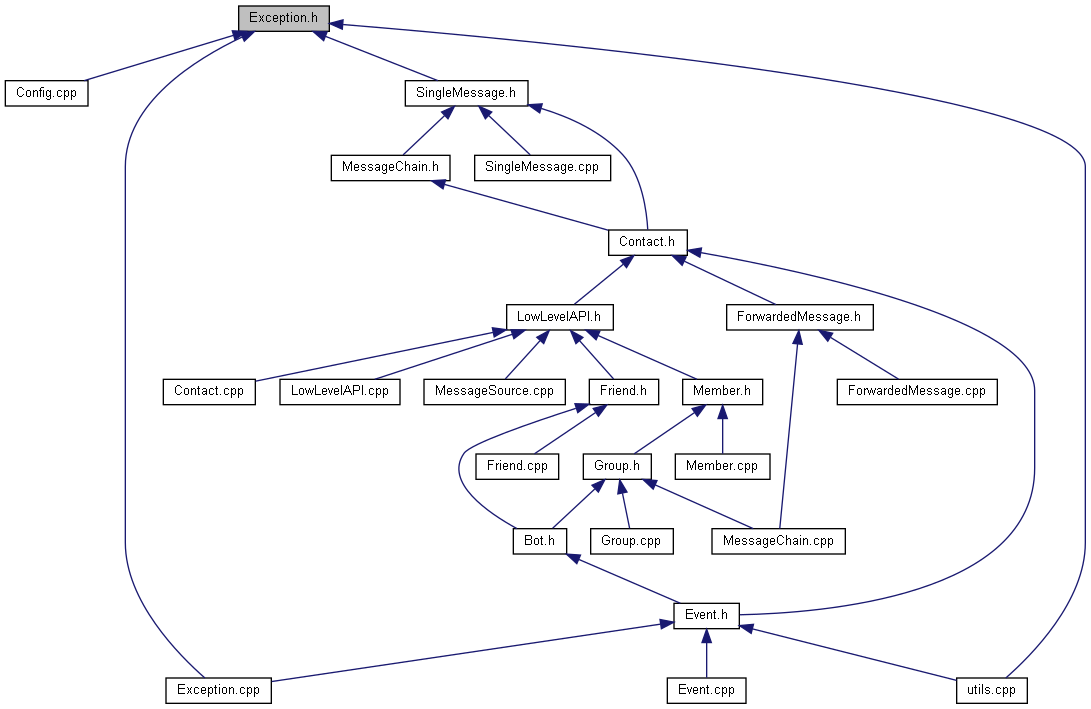 Exception.h
Config.cpp
SingleMessage.h
MessageChain.h
SingleMessage.cpp
Contact.h
LowLevelAPI.h
ForwardedMessage.h
Contact.cpp
LowLevelAPI.cpp
MessageSource.cpp
Friend.h
Member.h
ForwardedMessage.cpp
Friend.cpp
Group.h
Member.cpp
Bot.h
Group.cpp
MessageChain.cpp
Event.h
Exception.cpp
Event.cpp
utils.cpp